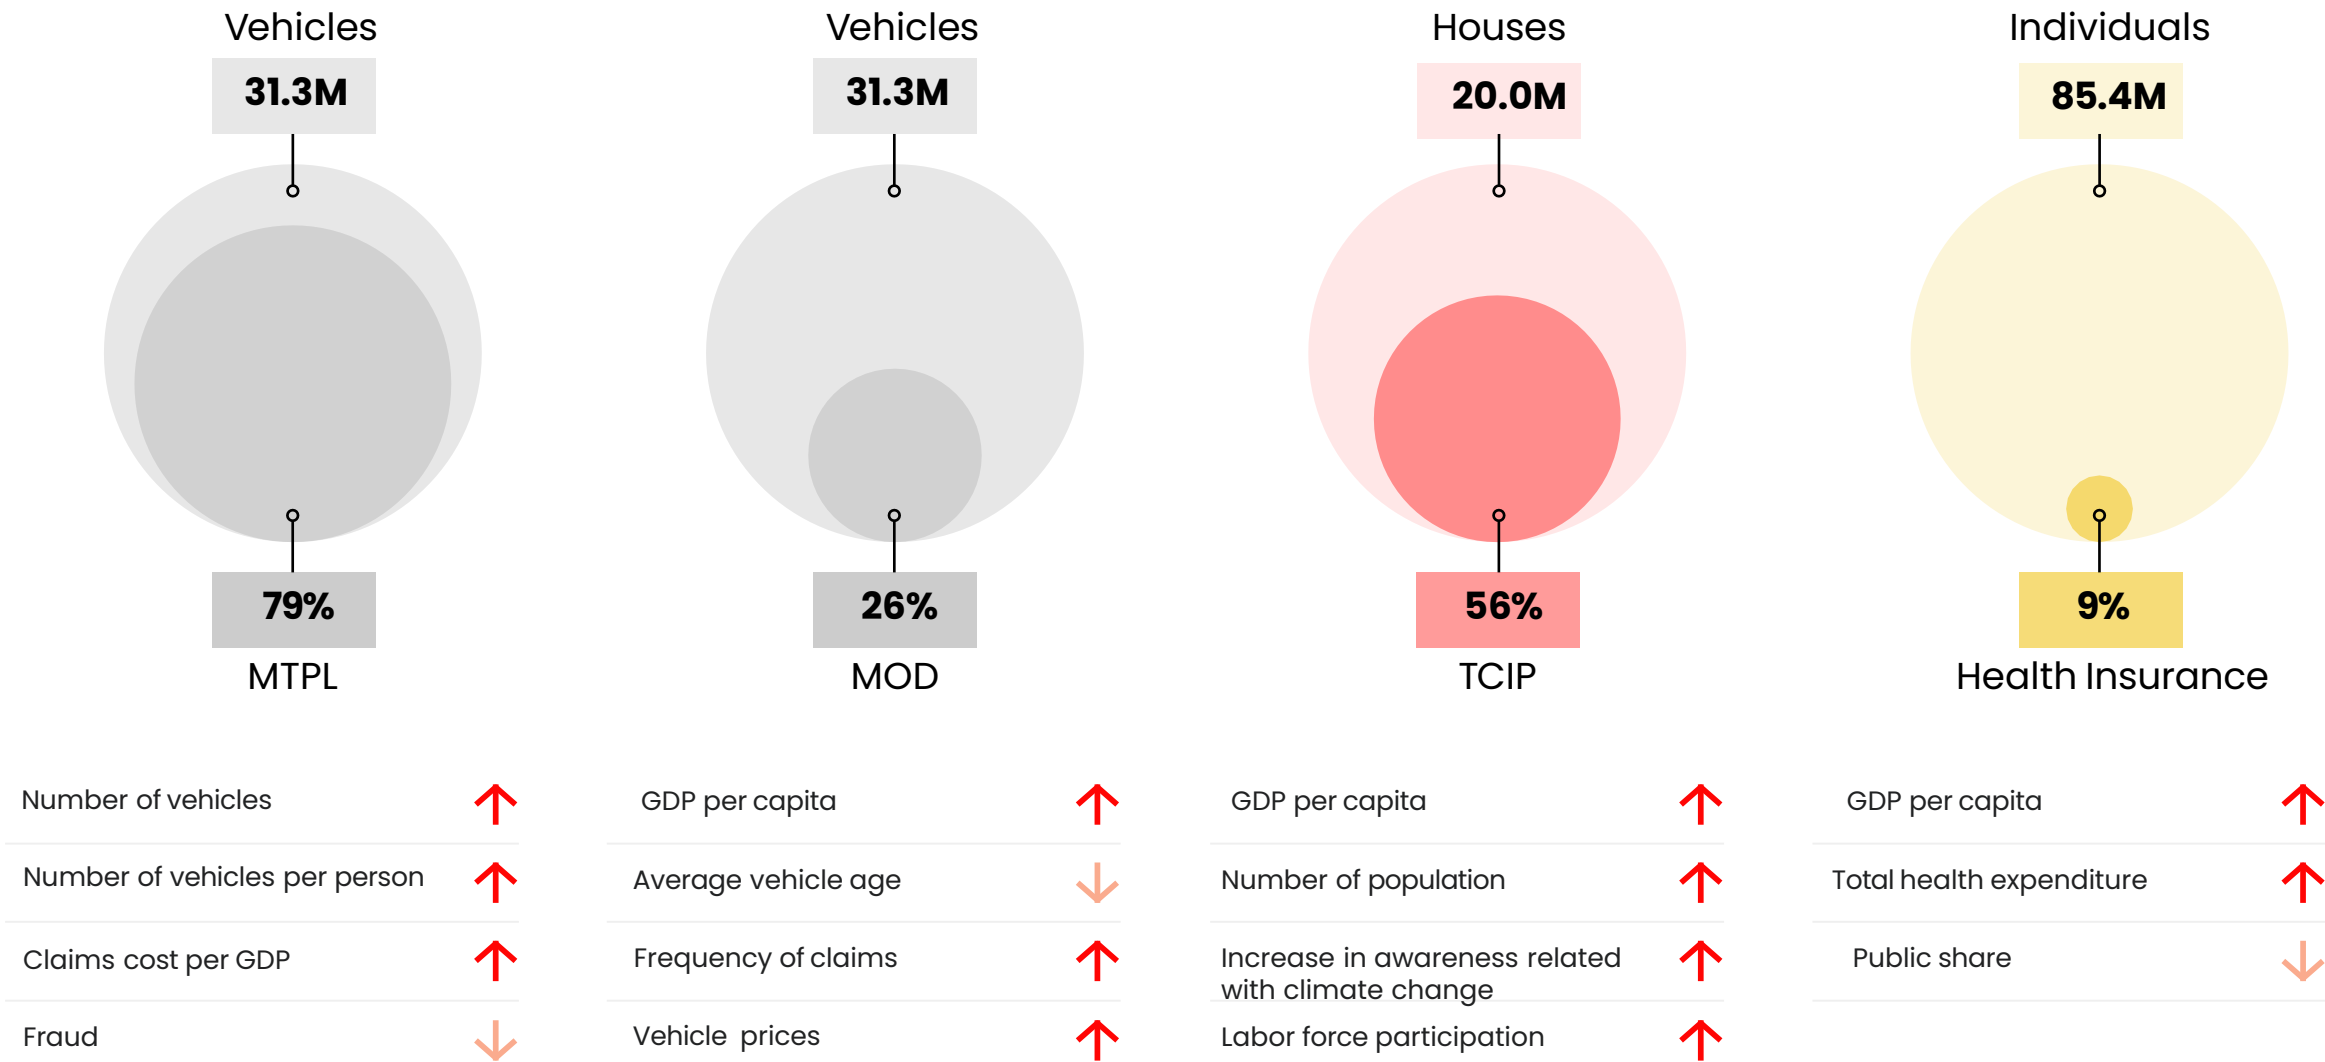 Vehicles
31.3M
79%
MTPL
Number of vehicles
Number of vehicles per person
Claims cost per GDP
Fraud
Vehicles
31.3M
26%
MOD
GDP per capita
Average vehicle age
Frequency of claims
Vehicle prices
Houses
20.0M
56%
TCIP
GDP per capita
Number of population
Increase in awareness related
with climate change
Labor force participation
Individuals
85.4M
9%
Health Insurance
GDP per capita
Total health expenditure
Public share